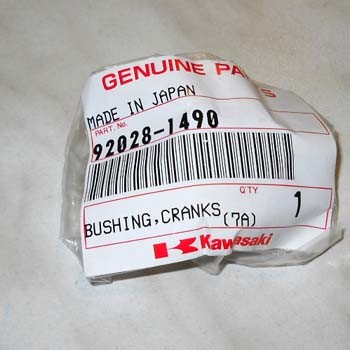 GENUINE PA
S
MADE IN JAPAN
PART. No.
92028-1490
Q'TY
BUSHING,CRANKS
(7A)
1
Kawasaki